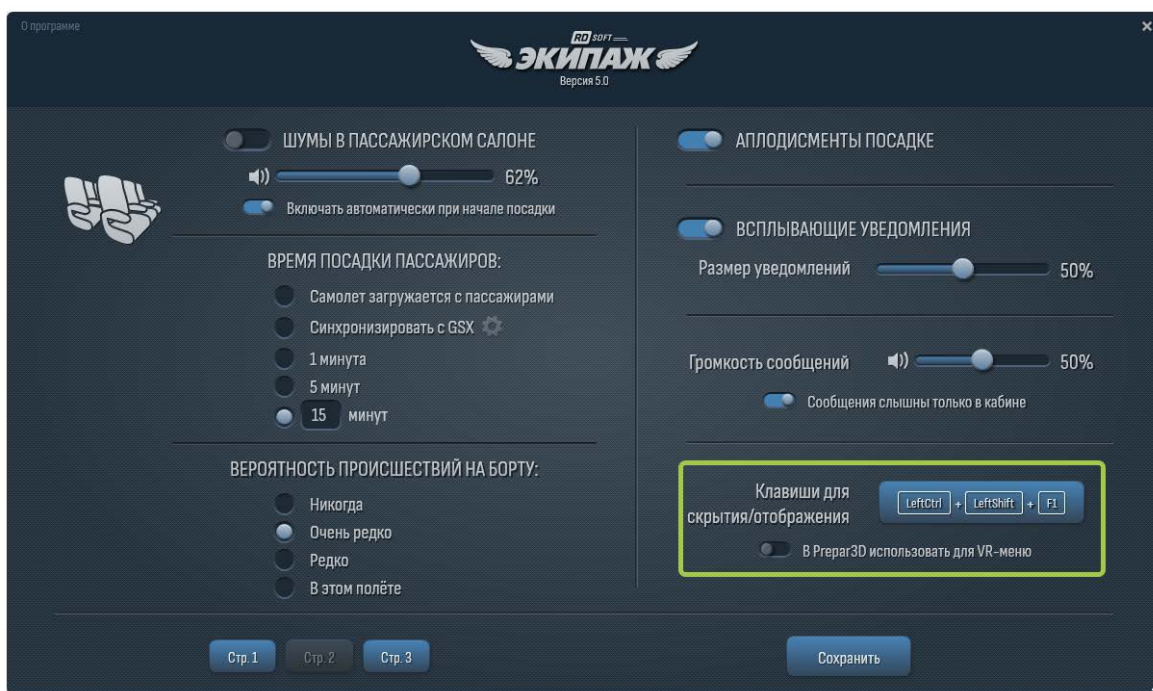 О программе
RD SOFT
ЭКИПАЖ
Версия 5.0
ШУМЫ В ПАССАЖИРСКОМ САЛОНЕ
62%
Включать автоматически при начале посадки
ВРЕМЯ ПОСАДКИ ПАССАЖИРОВ:
Самолет загружается с пассажирами
Синхронизировать с GSX
1 минута
5 минут
15 минут
ВЕРОЯТНОСТЬ ПРОИСШЕСТВИЙ НА БОРТУ:
Никогда
Очень редко
Редко
В этом полёте
АПЛОДИСМЕНТЫ ПОСАДКЕ
ВСПЛЫВАЮЩИЕ УВЕДОМЛЕНИЯ
Размер уведомлений 50%
Громкость сообщений 50%
Сообщения слышны только в кабине
Клавиши для
скрытия/отображения
LeftCtrl + LeftShift + F1
В Prepar3D использовать для VR-меню
Стр. 1 Стр. 2 Стр. 3
Сохранить